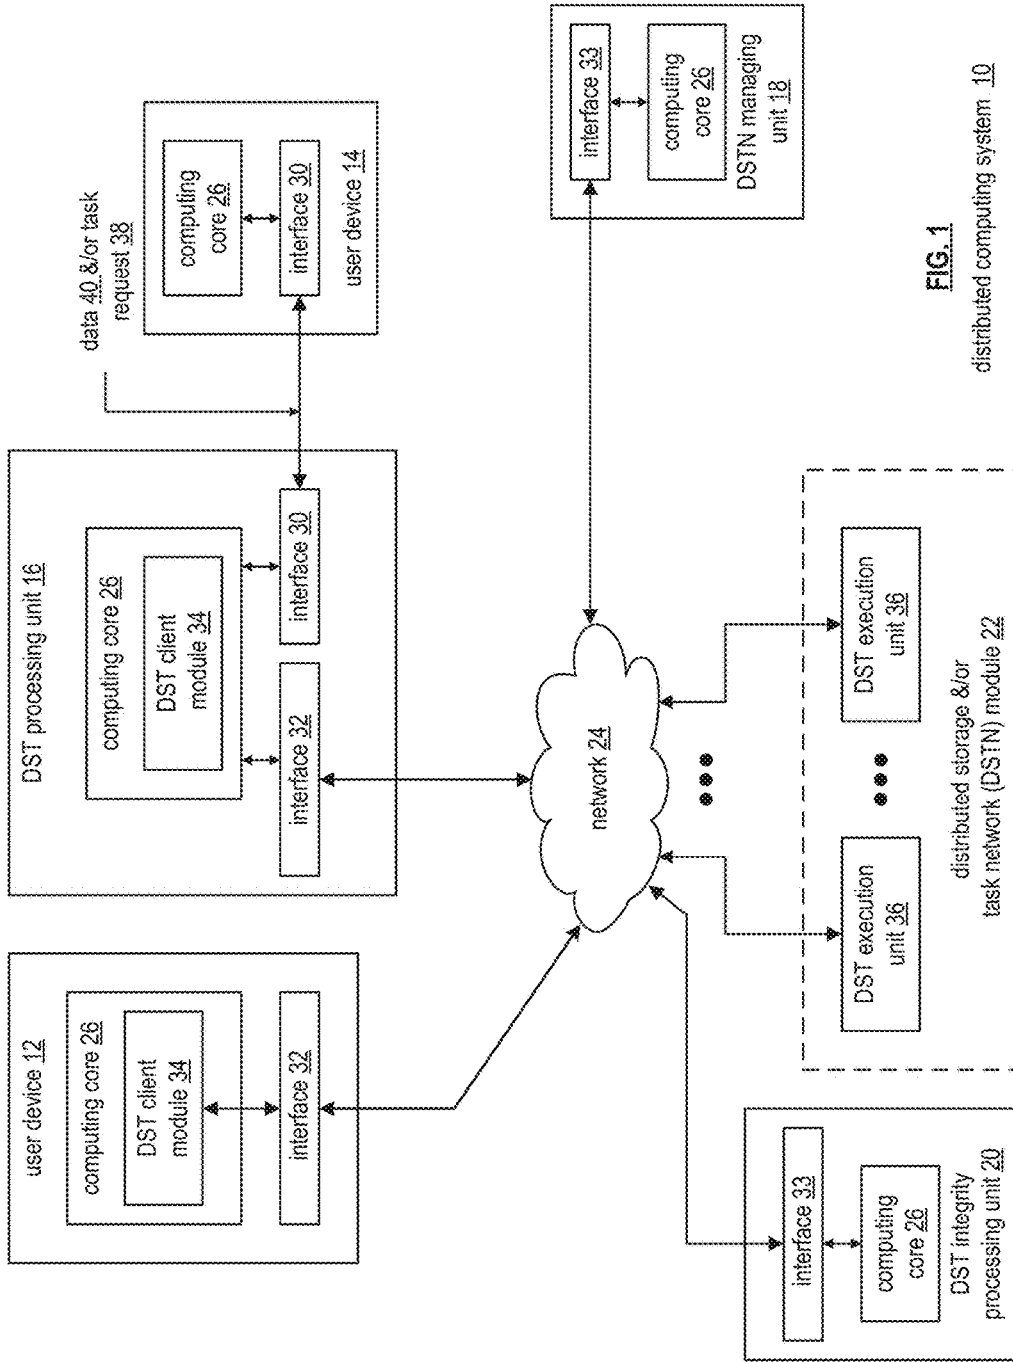 user device 12
computing core 26
DST client
module 34
interface 32
DST processing unit 16
computing core 26
DST client
module 34
interface 32
interface 30
data 40 &/or task
request 38
computing
core 26
interface 30
user device 14
network 24
interface 33
computing
core 26
DSTN managing
unit 18
interface 33
computing
core 26
DST integrity
processing unit 20
DST execution
unit 36
DST execution
unit 36
distributed storage &/or
task network (DSTN) module 22
FIG. 1
distributed computing system 10